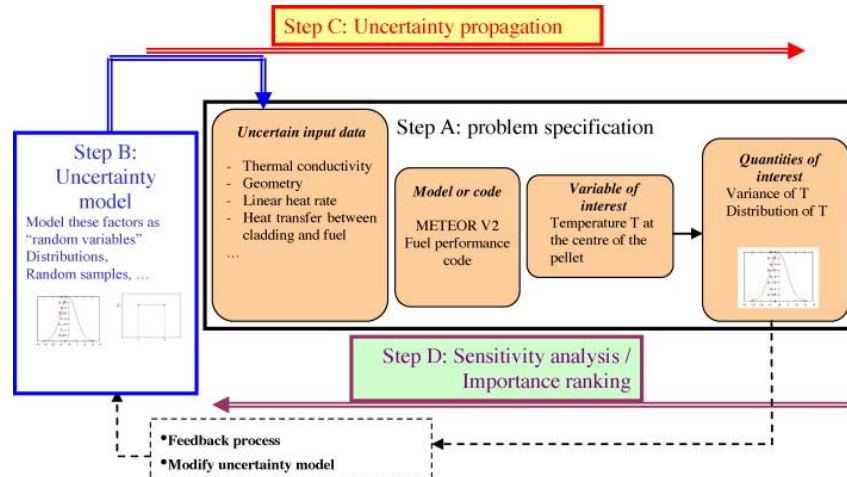 Step C: Uncertainty propagation
Step A: problem specification
Step B:
Uncertainty
model
Model these factors as
“random variables”
Distributions,
Random samples, …
Uncertain input data
- Thermal conductivity
- Geometry
- Linear heat rate
- Heat transfer between
cladding and fuel
…
Model or code
METEOR V2
Fuel performance
code
Variable of
interest
Temperature T at
the centre of the
pellet
Quantities of
interest
Variance of T
Distribution of T
Step D: Sensitivity analysis /
Importance ranking
•Feedback process
•Modify uncertainty model